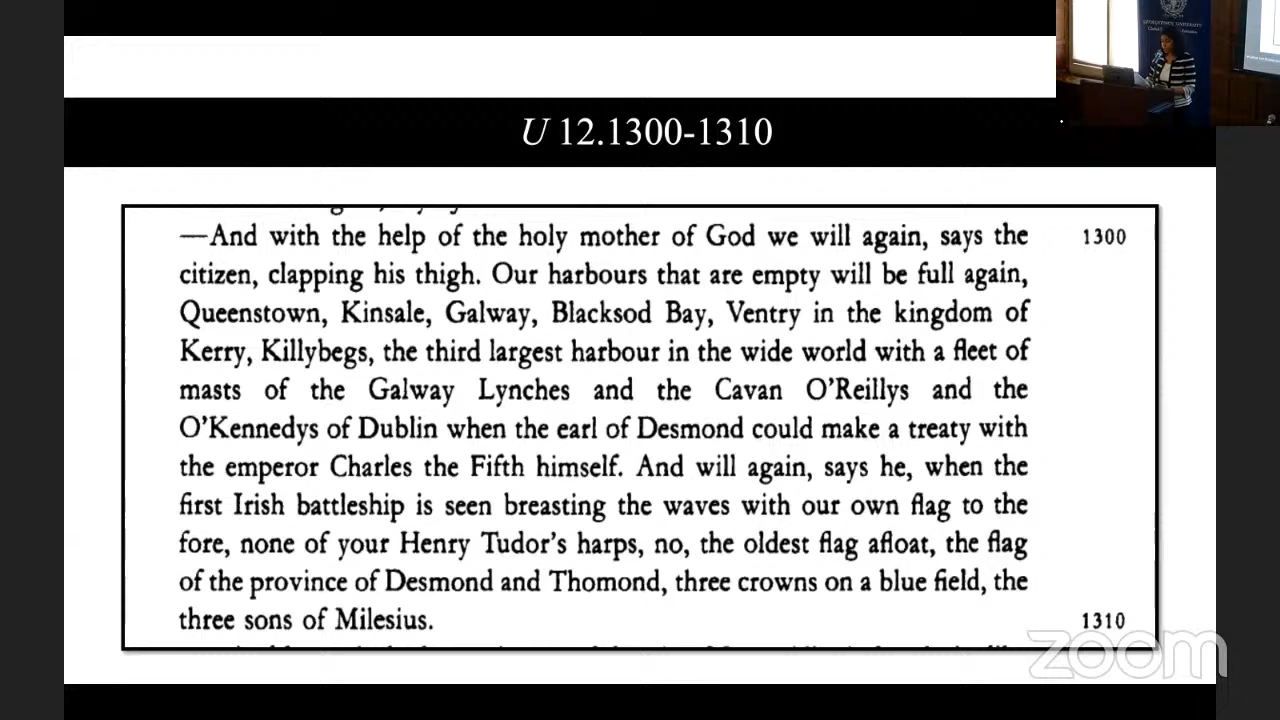 GEORGETOWN UNIVERSITY
U 12.1300-1310
—And with the help of the holy mother of God we will again, says the 1300
citizen, clapping his thigh. Our harbours that are empty will be full again,
Queenstown, Kinsale, Galway, Blacksod Bay, Ventry in the kingdom of
Kerry, Killybegs, the third largest harbour in the wide world with a fleet of
masts of the Galway Lynches and the Cavan O'Reillys and the
O'Kennedys of Dublin when the earl of Desmond could make a treaty with
the emperor Charles the Fifth himself. And will again, says he, when the
first Irish battleship is seen breasting the waves with our own flag to the
fore, none of your Henry Tudor's harps, no, the oldest flag afloat, the flag
of the province of Desmond and Thomond, three crowns on a blue field, the
three sons of Milesius. 1310
zoom